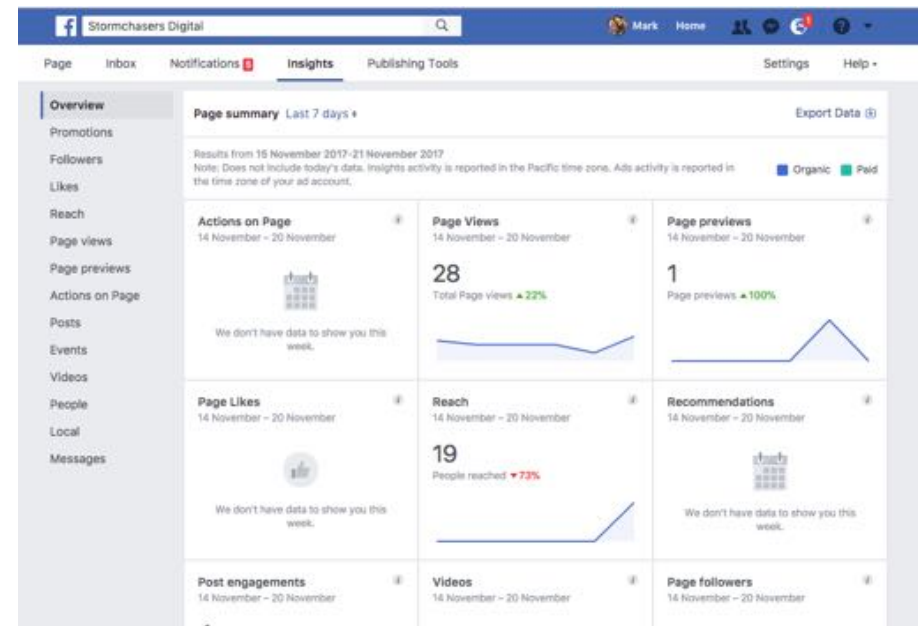 Stormchasers Digital
Mark Home
Page Inbox Notifications 5 Insights Publishing Tools Settings Help
Overview
Promotions
Followers
Likes
Reach
Page views
Page previews
Actions on Page
Posts
Events
Videos
People
Local
Messages
Page summary Last 7 days
Export Data
Results from 15 November 2017-21 November 2017
Note: Does not include today's data. Insights activity is reported in the Pacific time zone. Ads activity is reported in
the time zone of your ad account.
Organic Paid
Actions on Page
14 November – 20 November
We don't have data to show you this
week.
Page Views
14 November – 20 November
28
Total Page views ▲22%
Page previews
14 November – 20 November
1
Page previews ▲100%
Page Likes
14 November – 20 November
We don't have data to show you this
week.
Reach
14 November – 20 November
19
People reached ▼73%
Recommendations
14 November – 20 November
We don't have data to show you this
week.
Post engagements
14 November – 20 November
Videos
14 November – 20 November
Page followers
14 November – 20 November